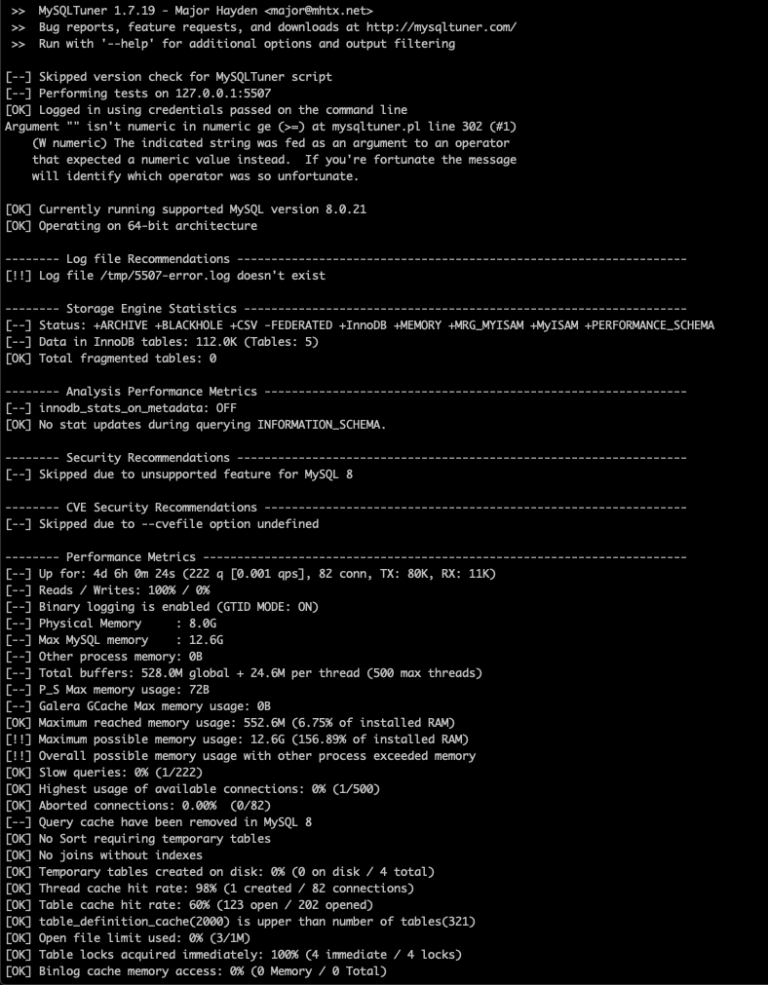 >>  MySQLTuner 1.7.19 - Major Hayden <major@mhtx.net>
>>  Bug reports, feature requests, and downloads at http://mysqltuner.com/
>>  Run with '--help' for additional options and output filtering
[--] Skipped version check for MySQLTuner script
[--] Performing tests on 127.0.0.1:5507
[OK] Logged in using credentials passed on the command line
Argument "" isn't numeric in numeric ge (>=) at mysqltuner.pl line 302 (#1)
    (W numeric) The indicated string was fed as an argument to an operator
    that expected a numeric value instead.  If you're fortunate the message
    will identify which operator was so unfortunate.
[OK] Currently running supported MySQL version 8.0.21
[OK] Operating on 64-bit architecture
-------- Log file Recommendations ------------------------------------------------------------------
[!!] Log file /tmp/5507-error.log doesn't exist
-------- Storage Engine Statistics -----------------------------------------------------------------
[--] Status: +ARCHIVE +BLACKHOLE +CSV -FEDERATED +InnoDB +MEMORY +MRG_MYISAM +MyISAM +PERFORMANCE_SCHEMA
[--] Data in InnoDB tables: 112.0K (Tables: 5)
[OK] Total fragmented tables: 0
-------- Analysis Performance Metrics --------------------------------------------------------------
[--] innodb_stats_on_metadata: OFF
[OK] No stat updates during querying INFORMATION_SCHEMA.
-------- Security Recommendations ------------------------------------------------------------------
[--] Skipped due to unsupported feature for MySQL 8
-------- CVE Security Recommendations --------------------------------------------------------------
[--] Skipped due to --cvefile option undefined
-------- Performance Metrics -----------------------------------------------------------------------
[--] Up for: 4d 6h 0m 24s (222 q [0.001 qps], 82 conn, TX: 80K, RX: 11K)
[--] Reads / Writes: 100% / 0%
[--] Binary logging is enabled (GTID MODE: ON)
[--] Physical Memory     : 8.0G
[--] Max MySQL memory    : 12.6G
[--] Other process memory: 0B
[--] Total buffers: 528.0M global + 24.6M per thread (500 max threads)
[--] P_S Max memory usage: 72B
[--] Galera GCache Max memory usage: 0B
[OK] Maximum reached memory usage: 552.6M (6.75% of installed RAM)
[!!] Maximum possible memory usage: 12.6G (156.89% of installed RAM)
[!!] Overall possible memory usage with other process exceeded memory
[OK] Slow queries: 0% (1/222)
[OK] Highest usage of available connections: 0% (1/500)
[OK] Aborted connections: 0.00%  (0/82)
[--] Query cache have been removed in MySQL 8
[OK] No Sort requiring temporary tables
[OK] No joins without indexes
[OK] Temporary tables created on disk: 0% (0 on disk / 4 total)
[OK] Thread cache hit rate: 98% (1 created / 82 connections)
[OK] Table cache hit rate: 60% (123 open / 202 opened)
[OK] table_definition_cache(2000) is upper than number of tables(321)
[OK] Open file limit used: 0% (3/1M)
[OK] Table locks acquired immediately: 100% (4 immediate / 4 locks)
[OK] Binlog cache memory access: 0% (0 Memory / 0 Total)